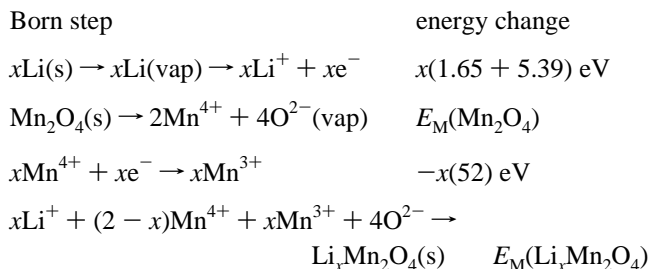 Born step energy change
xLi(s) → xLi(vap) → xLi⁺ + xe⁻ x(1.65 + 5.39) eV
Mn₂O₄(s) → 2Mn⁴⁺ + 4O²⁻(vap) E_M(Mn₂O₄)
xMn⁴⁺ + xe⁻ → xMn³⁺ −x(52) eV
xLi⁺ + (2 − x)Mn⁴⁺ + xMn³⁺ + 4O²⁻ →
LiₓMn₂O₄(s) E_M(LiₓMn₂O₄)